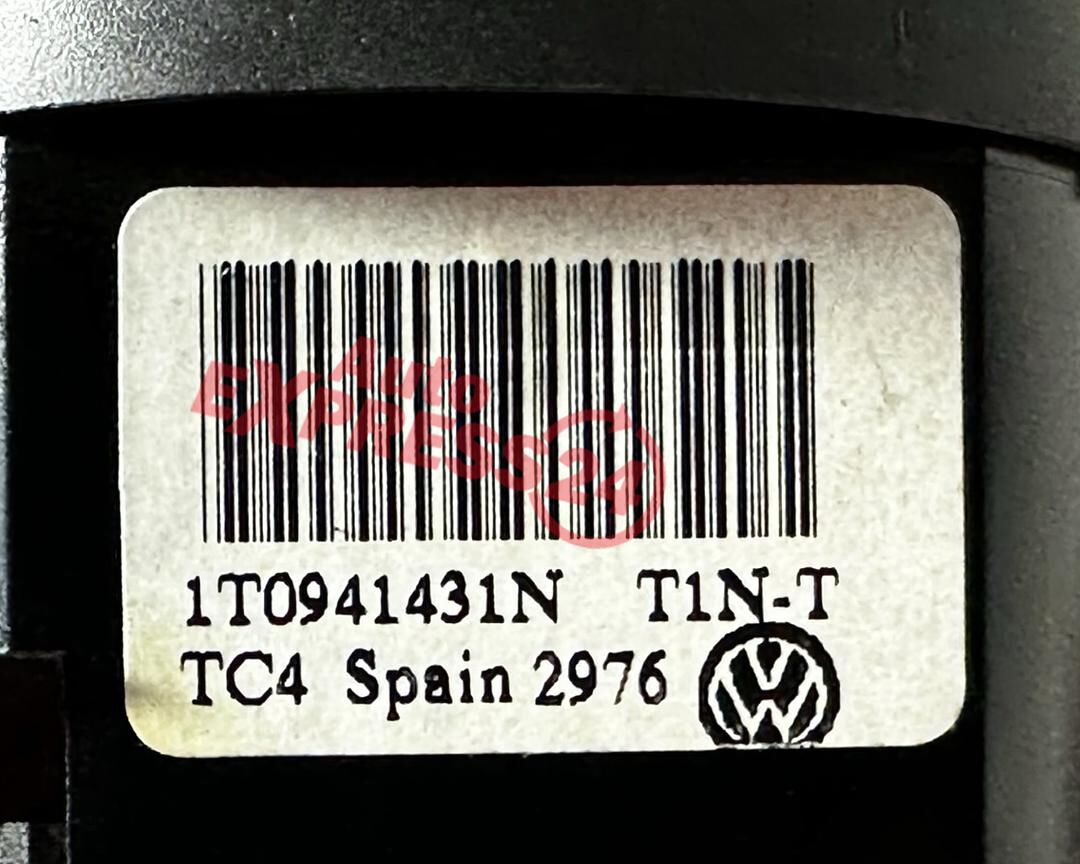 Auto
EXPRESS24
1T0941431N T1N-T
TC4 Spain 2976